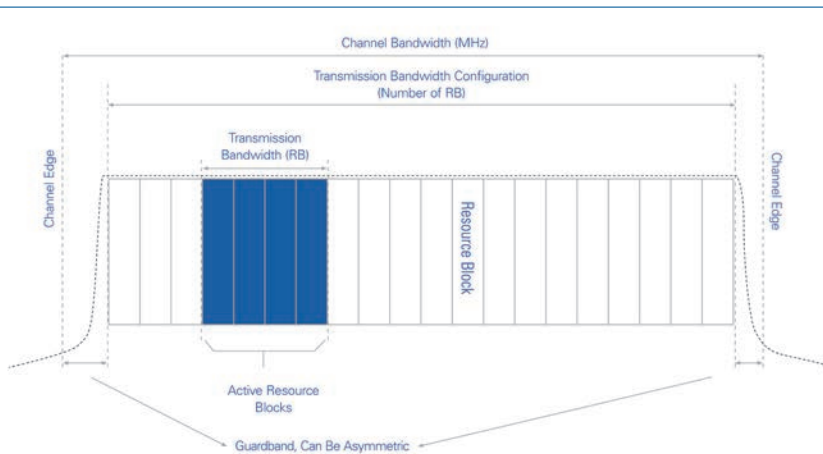 Channel Bandwidth (MHz)
Transmission Bandwidth Configuration
(Number of RB)
Transmission
Bandwidth (RB)
Channel Edge
Resource Block
Channel Edge
Active Resource
Blocks
Guardband, Can Be Asymmetric